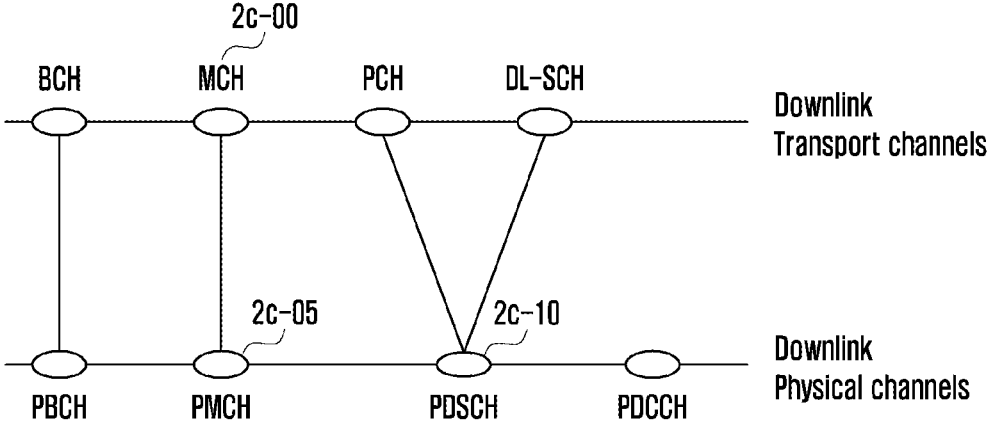 2c-00
BCH
MCH
PCH
DL-SCH
Downlink
Transport channels
2c-05
2c-10
Downlink
Physical channels
PBCH
PMCH
PDSCH
PDCCH